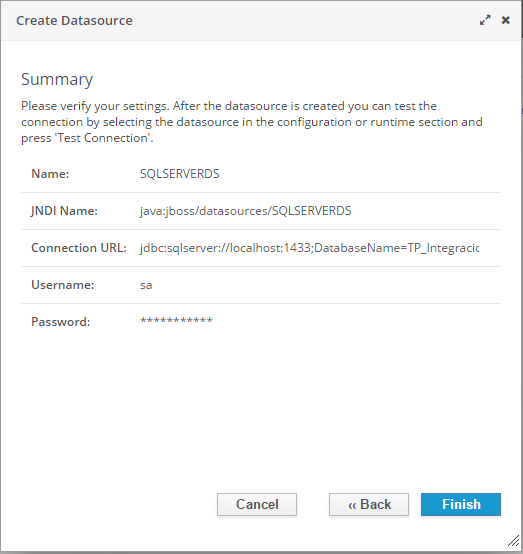 Create Datasource
Summary
Please verify your settings. After the datasource is created you can test the
connection by selecting the datasource in the configuration or runtime section and
press 'Test Connection'.
Name: SQLSERVERDS
JNDI Name: java:jboss/datasources/SQLSERVERDS
Connection URL: jdbc:sqlserver://localhost:1433;DatabaseName=TP_Integracic
Username: sa
Password: ***********
Cancel
‹‹ Back
Finish